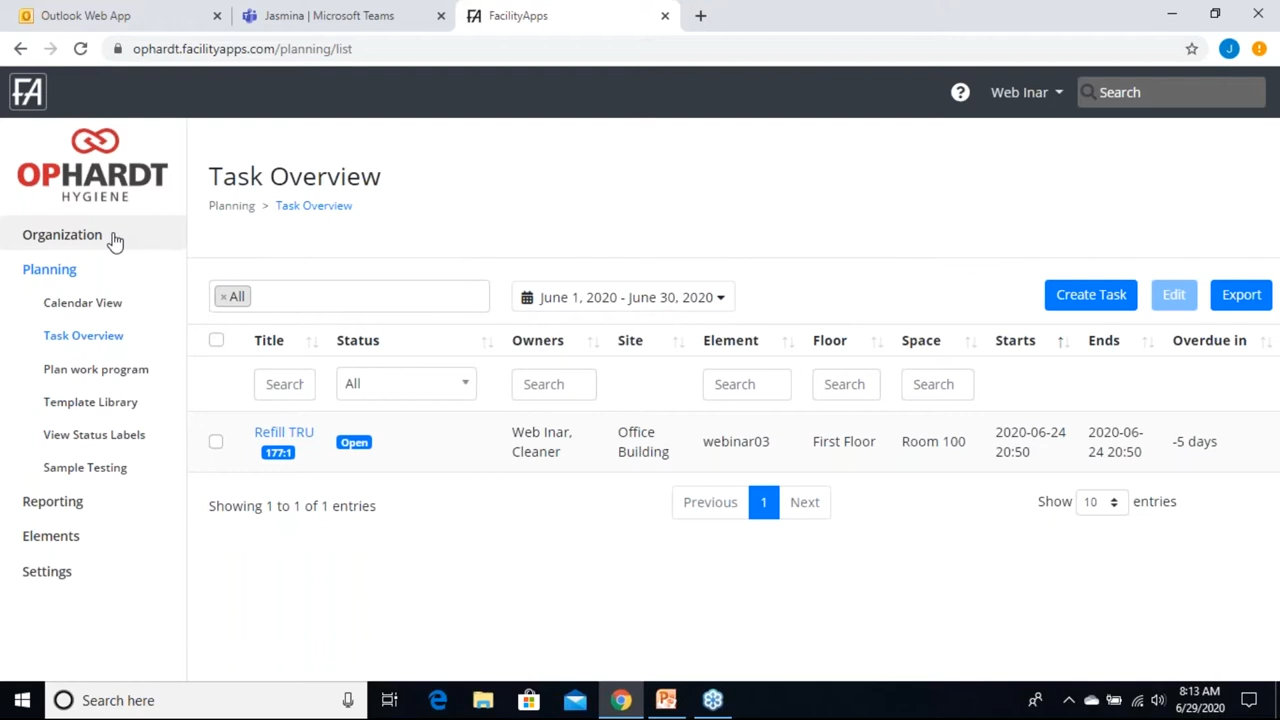 Outlook Web App
Jasmina | Microsoft Teams
FacilityApps
ophardt.facilityapps.com/planning/list
J
FA
?
Web Inar
Search
OPHARDT
HYGIENE
Organization
Planning
Calendar View
Task Overview
Plan work program
Template Library
View Status Labels
Sample Testing
Reporting
Elements
Settings
Task Overview
Planning > Task Overview
× All
June 1, 2020 - June 30, 2020
Create Task
Edit
Export
Title Status Owners Site Element Floor Space Starts Ends Overdue in
Search All Search Search Search Search
Refill TRU
177:1
Open
Web Inar,
Cleaner
Office
Building
webinar03
First Floor
Room 100
2020-06-24
20:50
2020-06-
24 20:50
-5 days
Showing 1 to 1 of 1 entries
Previous 1 Next
Show 10 entries
Search here
8:13 AM
6/29/2020